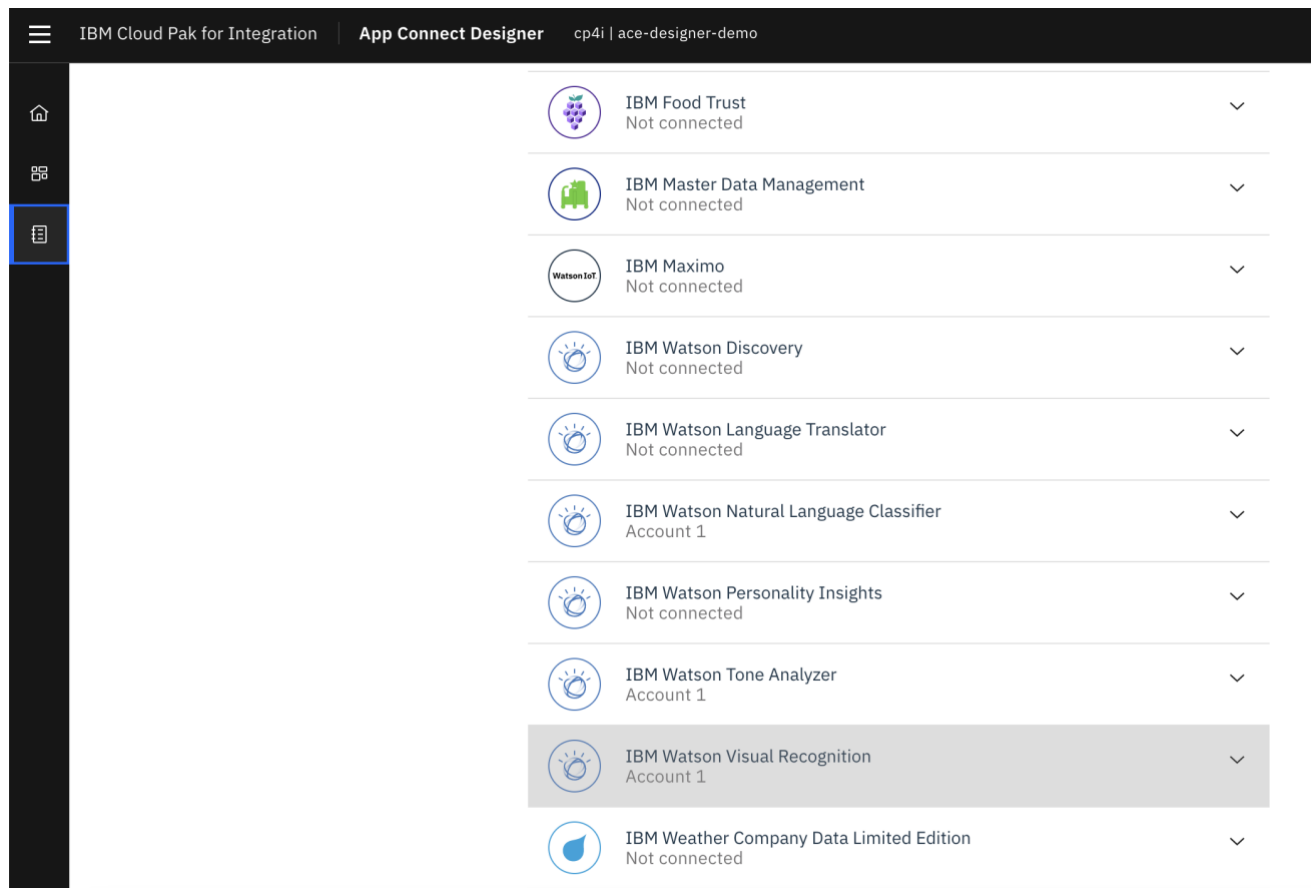 IBM Cloud Pak for Integration App Connect Designer cp4i | ace-designer-demo
IBM Food Trust
Not connected
IBM Master Data Management
Not connected
Watson IoT
IBM Maximo
Not connected
IBM Watson Discovery
Not connected
IBM Watson Language Translator
Not connected
IBM Watson Natural Language Classifier
Account 1
IBM Watson Personality Insights
Not connected
IBM Watson Tone Analyzer
Account 1
IBM Watson Visual Recognition
Account 1
IBM Weather Company Data Limited Edition
Not connected